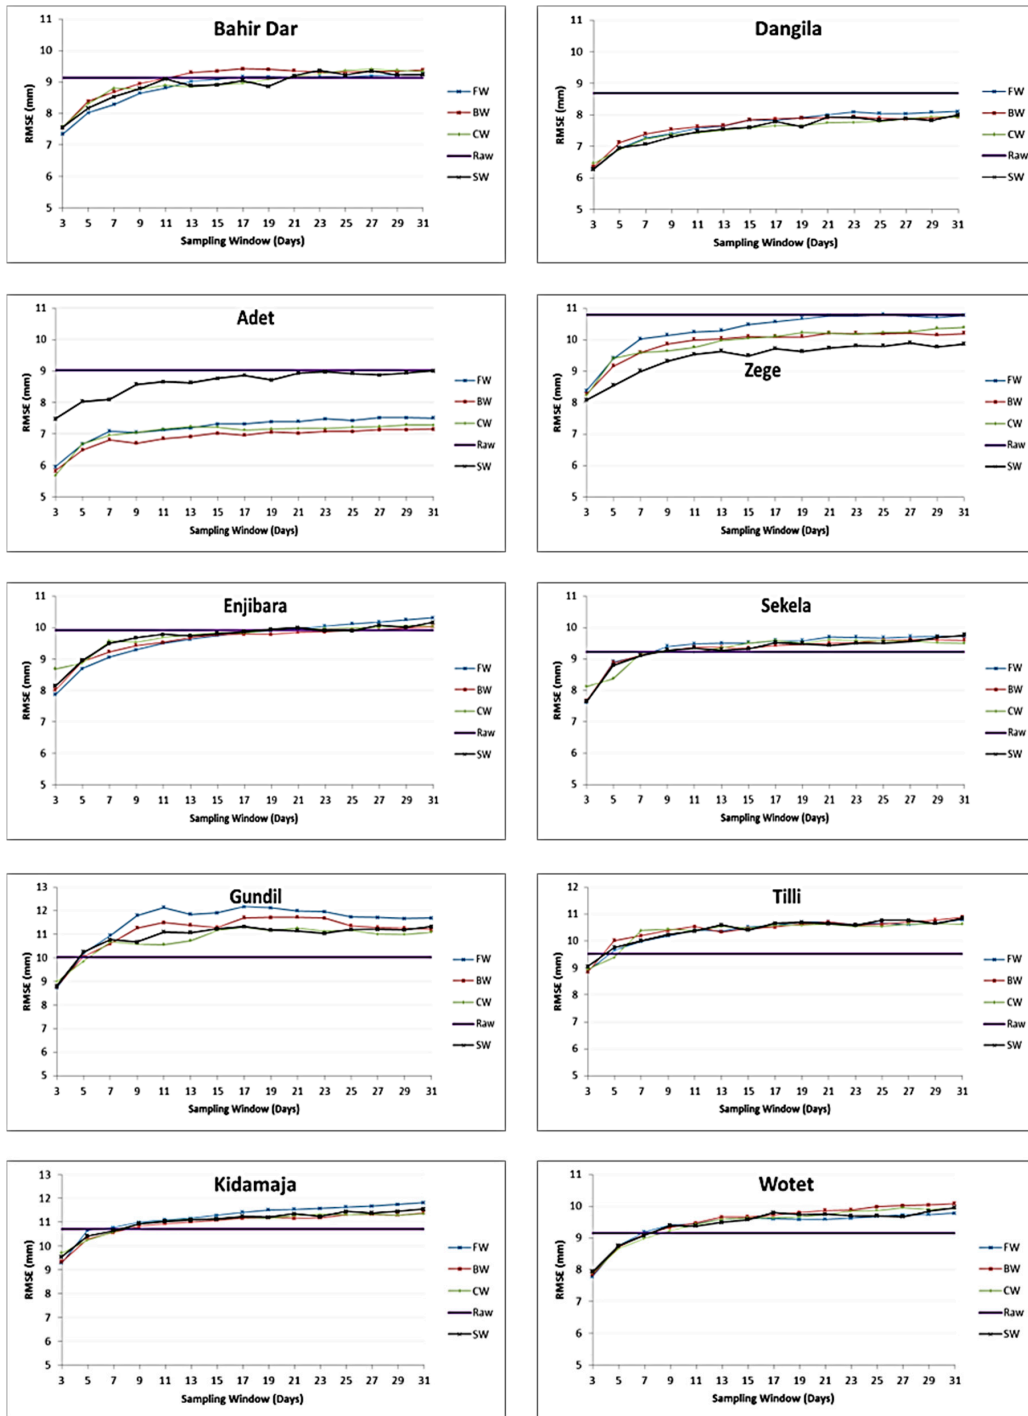 Bahir Dar
RMSE (mm)
11
10
9
8
7
6
5
3 5 7 9 11 13 15 17 19 21 23 25 27 29 31
Sampling Window (Days)
FW
BW
CW
Raw
SW
Dangila
RMSE (mm)
11
10
9
8
7
6
5
3 5 7 9 11 13 15 17 19 21 23 25 27 29 31
Sampling Window (Days)
FW
BW
CW
Raw
SW
Adet
RMSE (mm)
11
10
9
8
7
6
5
3 5 7 9 11 13 15 17 19 21 23 25 27 29 31
Sampling Window (Days)
FW
BW
CW
Raw
SW
Zege
RMSE (mm)
11
10
9
8
7
6
5
3 5 7 9 11 13 15 17 19 21 23 25 27 29 31
Sampling Window (Days)
FW
BW
CW
Raw
SW
Enjibara
RMSE (mm)
11
10
9
8
7
6
5
3 5 7 9 11 13 15 17 19 21 23 25 27 29 31
Sampling Window (Days)
FW
BW
CW
Raw
SW
Sekela
RMSE (mm)
11
10
9
8
7
6
5
3 5 7 9 11 13 15 17 19 21 23 25 27 29 31
Sampling Window (Days)
FW
BW
CW
Raw
SW
Gundil
RMSE (mm)
13
12
11
10
9
8
7
6
5
3 5 7 9 11 13 15 17 19 21 23 25 27 29 31
Sampling Window (Days)
FW
BW
CW
Raw
SW
Tilli
RMSE (mm)
12
11
10
9
8
7
6
5
3 5 7 9 11 13 15 17 19 21 23 25 27 29 31
Sampling Window (Days)
FW
BW
CW
Raw
SW
Kidamaja
RMSE (mm)
13
12
11
10
9
8
7
6
5
3 5 7 9 11 13 15 17 19 21 23 25 27 29 31
Sampling Window (Days)
FW
BW
CW
Raw
SW
Wotet
RMSE (mm)
11
10
9
8
7
6
5
3 5 7 9 11 13 15 17 19 21 23 25 27 29 31
Sampling Window (Days)
FW
BW
CW
Raw
SW